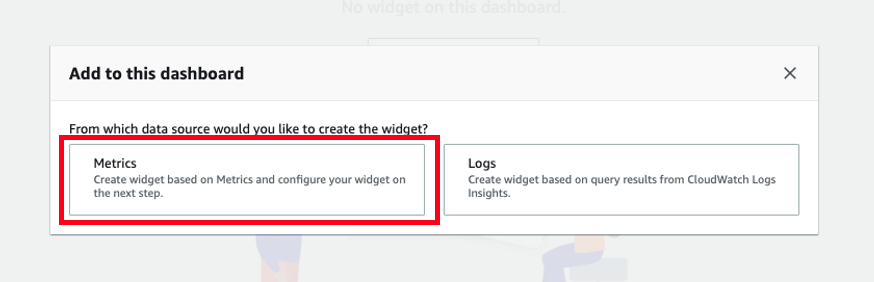 No widget on this dashboard.
Add to this dashboard
From which data source would you like to create the widget?
Metrics
Create widget based on Metrics and configure your widget on
the next step.
Logs
Create widget based on query results from CloudWatch Logs
Insights.